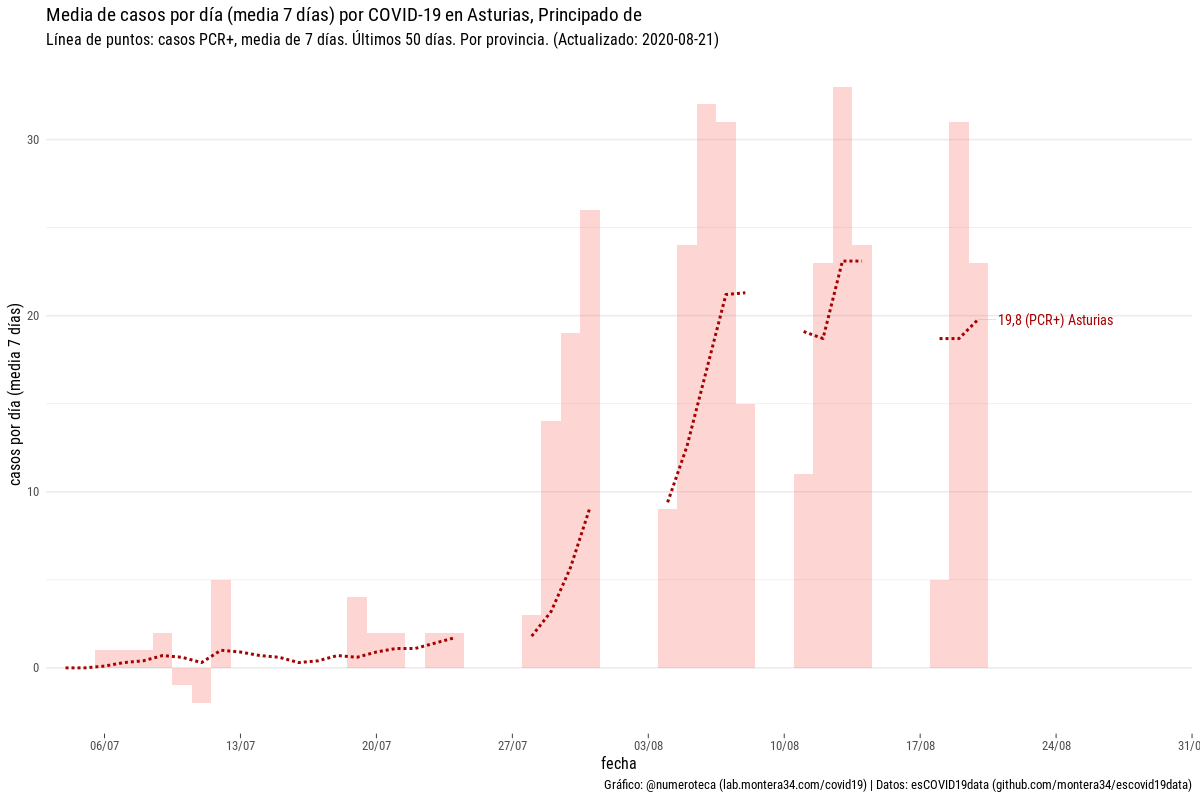 Media de casos por día (media 7 días) por COVID-19 en Asturias, Principado de
Línea de puntos: casos PCR+, media de 7 días. Últimos 50 días. Por provincia. (Actualizado: 2020-08-21)
casos por día (media 7 días)
30
20
10
0
19,8 (PCR+) Asturias
06/07
13/07
20/07
27/07
03/08
10/08
17/08
24/08
31/0
fecha
Gráfico: @numeroteca (lab.montera34.com/covid19) | Datos: esCOVID19data (github.com/montera34/escovid19data)